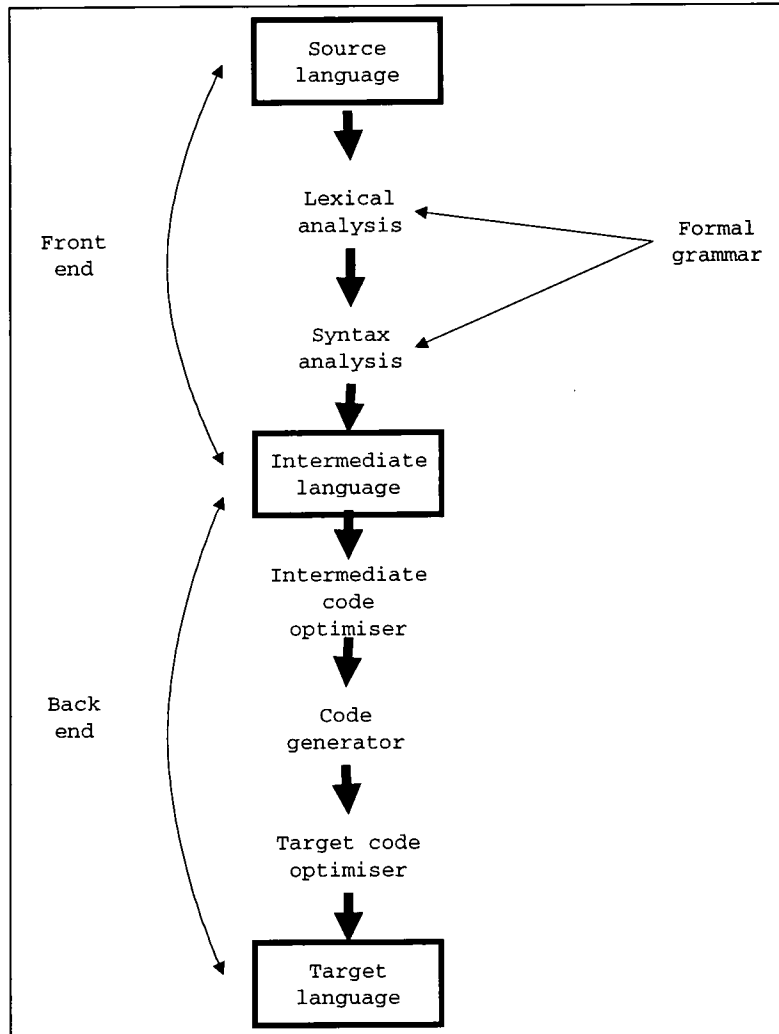 Source
language
Lexical
analysis
Front
end
Formal
grammar
Syntax
analysis
Intermediate
language
Intermediate
code
optimiser
Back
end
Code
generator
Target code
optimiser
Target
language